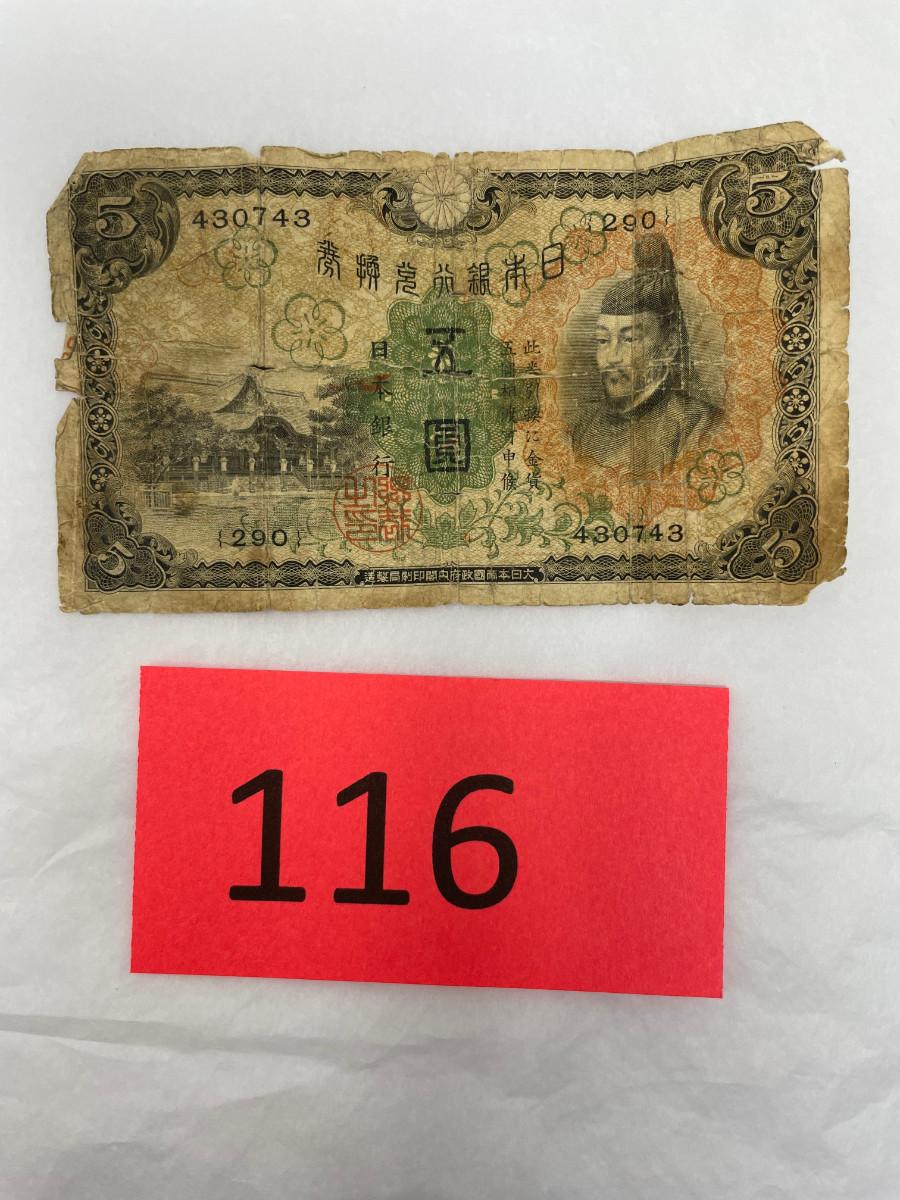 5
430743
{290}
5
日本銀行兌換券
五圓
此券引換に金貨
五圓相渡可申候
日本銀行
{290}
430743
5
5
大日本帝國政府内閣印刷局製造
116